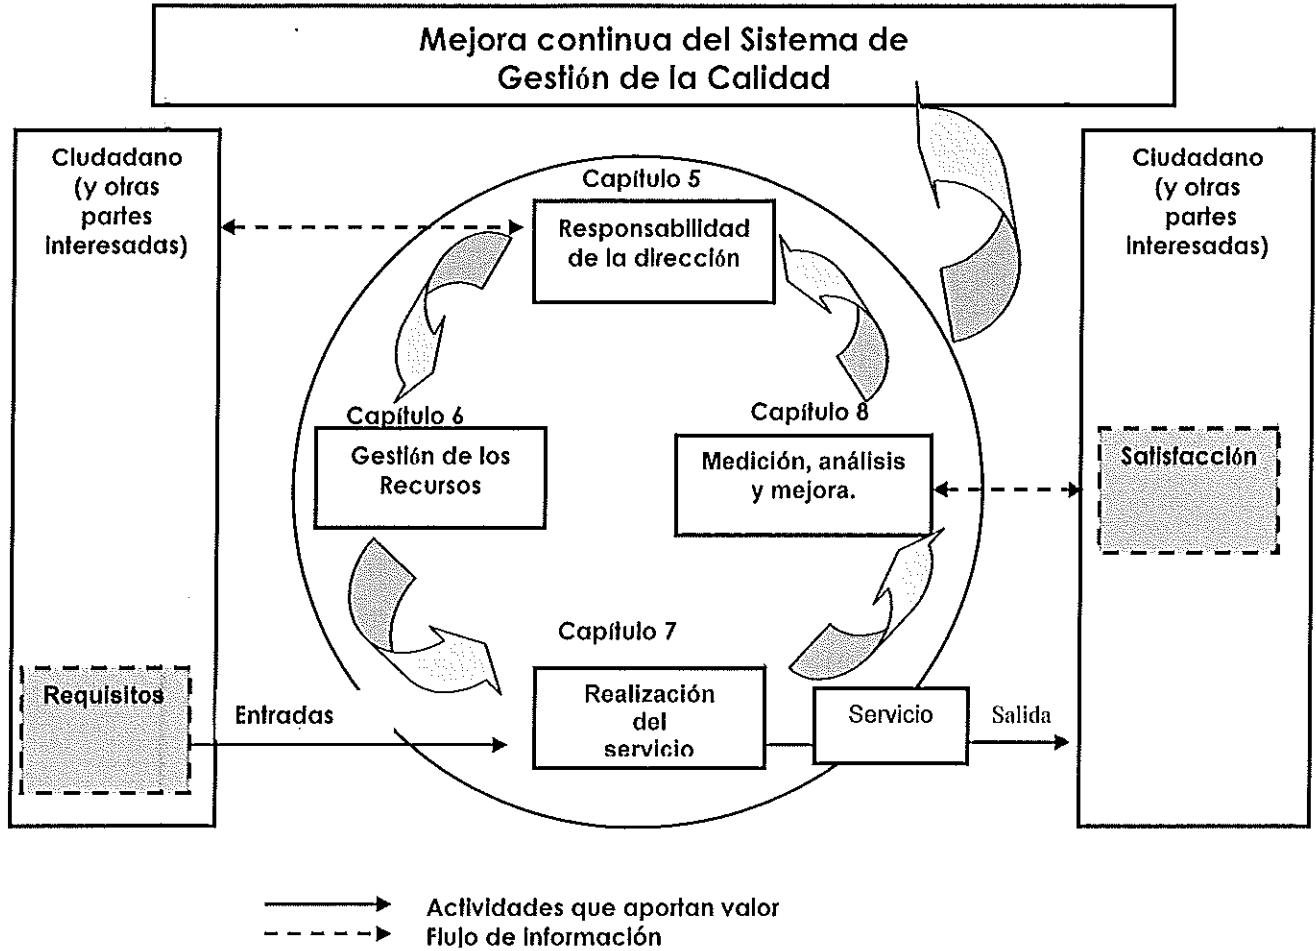 Mejora continua del Sistema de
Gestión de la Calidad
Ciudadano
(y otras
partes
interesadas)
Capítulo 5
Responsabilidad
de la dirección
Ciudadano
(y otras
partes
interesadas)
Capítulo 6
Gestión de los
Recursos
Capítulo 8
Medición, análisis
y mejora.
Satisfacción
Capítulo 7
Requisitos
Entradas
Realización
del
servicio
Servicio
Salida
Actividades que aportan valor
Flujo de información